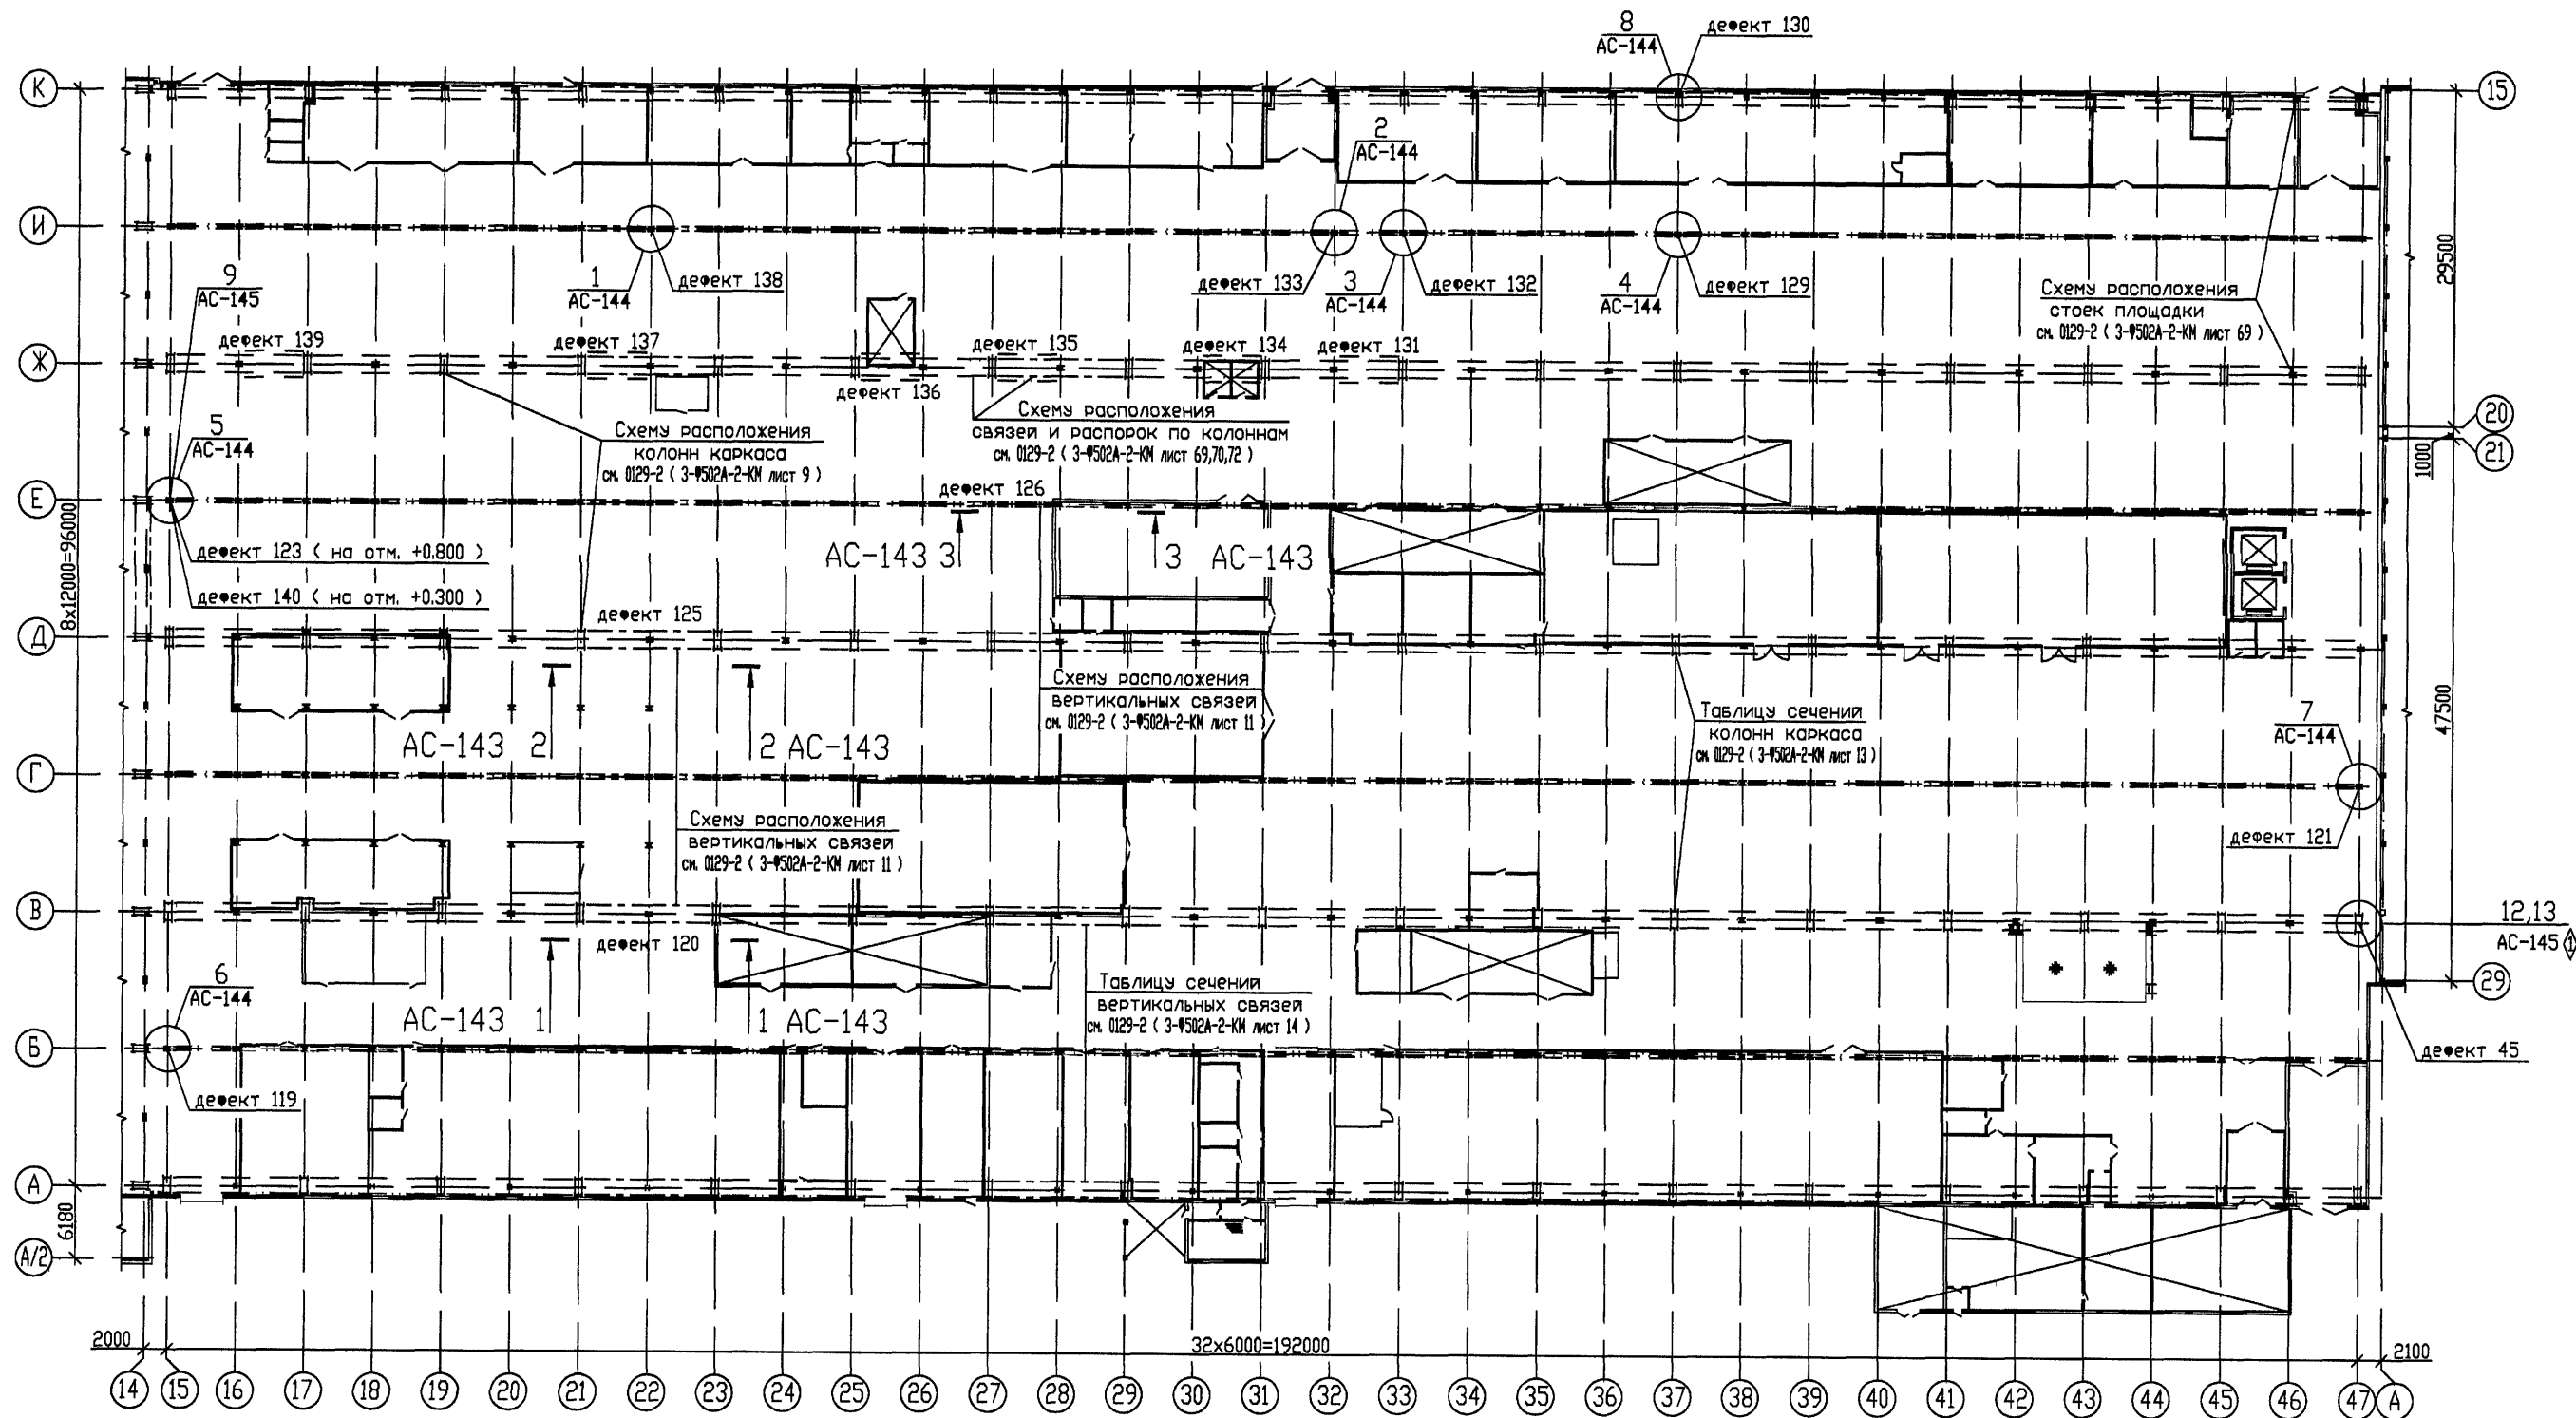 8
АС-144
дефект 130
К
15
2
АС-144
И
1
АС-144
дефект 138
дефект 133
3
АС-144
дефект 132
4
АС-144
дефект 129
29500
9
АС-145
Схему расположения
стоек площадки
см. 0129-2 ( 3-Ф502А-2-КМ лист 69 )
дефект 139
дефект 137
дефект 135
дефект 134
дефект 131
Ж
дефект 136
5
АС-144
Схему расположения
колонн каркаса
см. 0129-2 ( 3-Ф502А-2-КМ лист 9 )
Схему расположения
связей и распорок по колоннам
см. 0129-2 ( 3-Ф502А-2-КМ лист 69,70,72 )
20
21
1000
Е
дефект 126
8х12000=96000
дефект 123 ( на отм. +0.800 )
АС-143 3
3 АС-143
дефект 140 ( на отм. +0.300 )
дефект 125
Д
Схему расположения
вертикальных связей
см. 0129-2 ( 3-Ф502А-2-КМ лист 11 )
Таблицу сечений
колонн каркаса
см. 0129-2 ( 3-Ф502А-2-КМ лист 13 )
47500
7
АС-144
АС-143 2
2 АС-143
Г
Схему расположения
вертикальных связей
см. 0129-2 ( 3-Ф502А-2-КМ лист 11 )
дефект 121
В
12,13
АС-145 1
дефект 120
6
АС-144
Таблицу сечений
вертикальных связей
см. 0129-2 ( 3-Ф502А-2-КМ лист 14 )
29
АС-143 1
1 АС-143
Б
дефект 45
дефект 119
А
6180
А/2
2000
32х6000=192000
2100
14 15 16 17 18 19 20 21 22 23 24 25 26 27 28 29 30 31 32 33 34 35 36 37 38 39 40 41 42 43 44 45 46 47 А